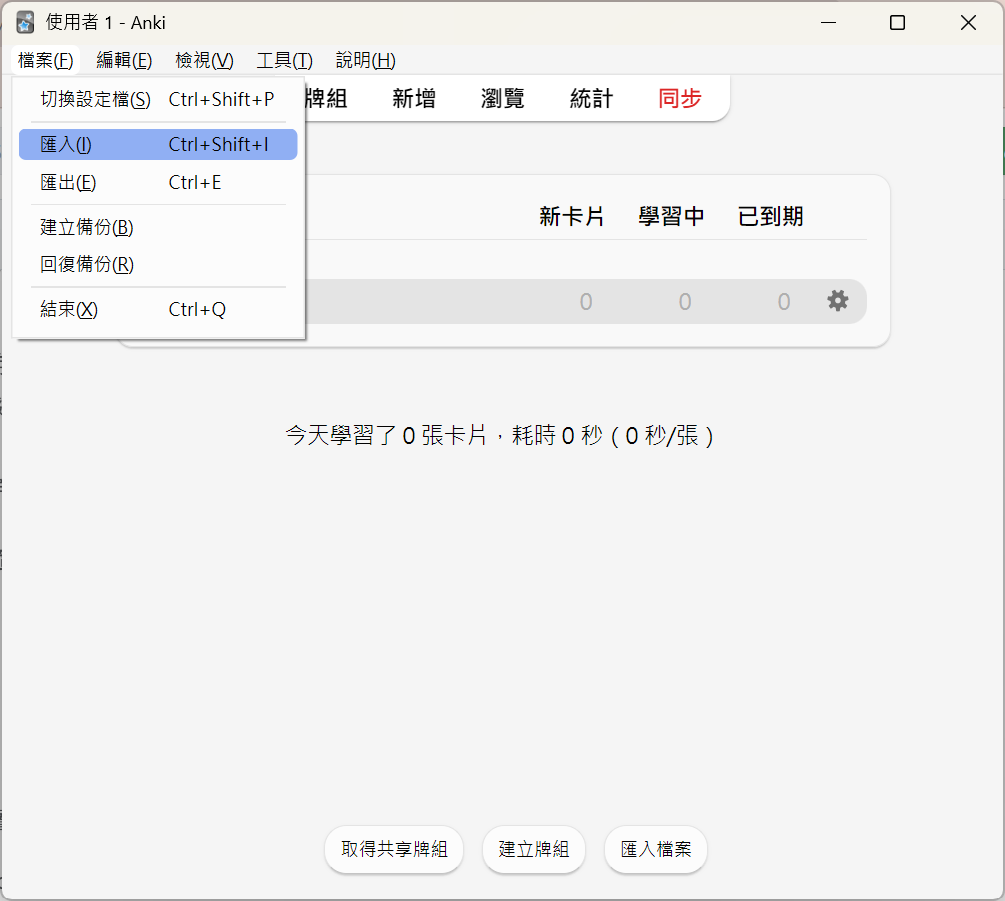 使用者 1 - Anki
檔案(F) 編輯(E) 檢視(V) 工具(T) 說明(H)
牌組 新增 瀏覽 統計 同步
切換設定檔(S) Ctrl+Shift+P
匯入(I) Ctrl+Shift+I
匯出(E) Ctrl+E
建立備份(B)
回復備份(R)
結束(X) Ctrl+Q
新卡片 學習中 已到期
0 0 0
今天學習了 0 張卡片，耗時 0 秒 ( 0 秒/張 )
取得共享牌組 建立牌組 匯入檔案